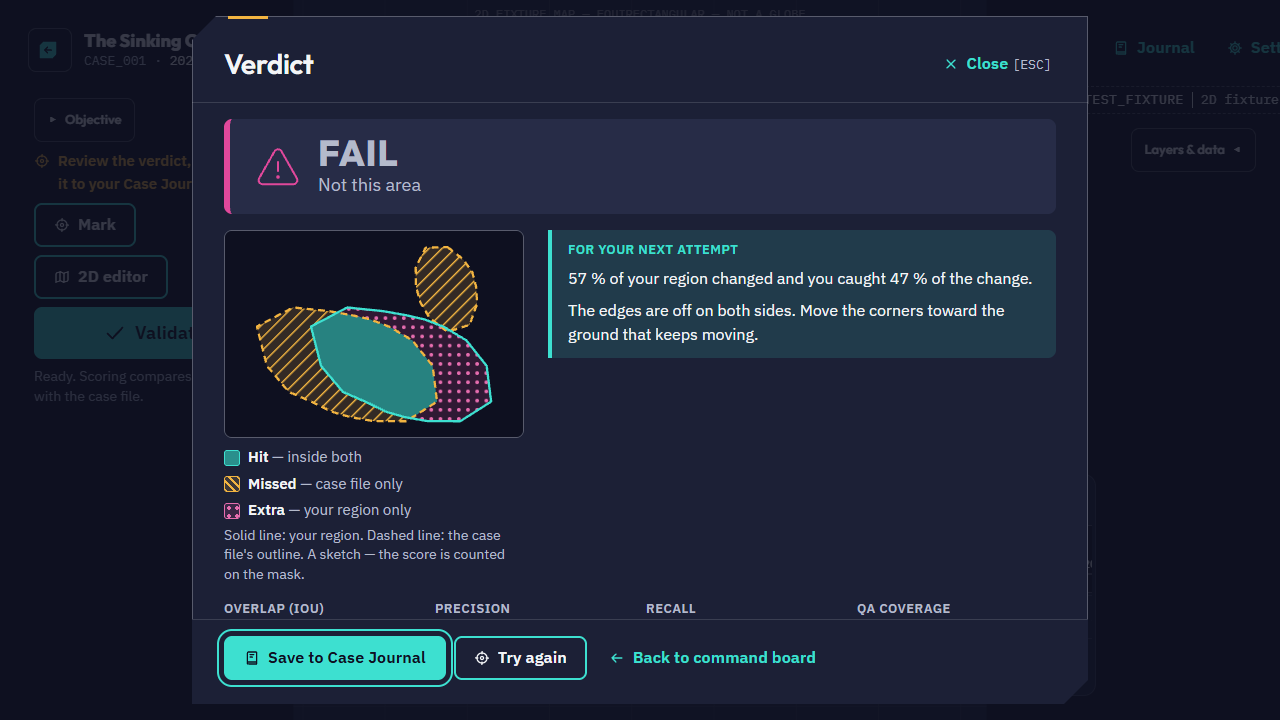 2D FIXTURE MAP — EQUIRECTANGULAR — NOT A GLOBE
The Sinking
CASE_001 · 202
Journal
TEST_FIXTURE | 2D fixture
Objective
Layers & data
Review the verdict,
it to your Case Jour
Mark
2D editor
Validat
Ready. Scoring compares
with the case file.
Verdict
Close [ESC]
FAIL
Not this area
FOR YOUR NEXT ATTEMPT
57 % of your region changed and you caught 47 % of the change.
The edges are off on both sides. Move the corners toward the
ground that keeps moving.
Hit — inside both
Missed — case file only
Extra — your region only
Solid line: your region. Dashed line: the case
file's outline. A sketch — the score is counted
on the mask.
OVERLAP (IOU) PRECISION RECALL QA COVERAGE
Save to Case Journal
Try again
Back to command board